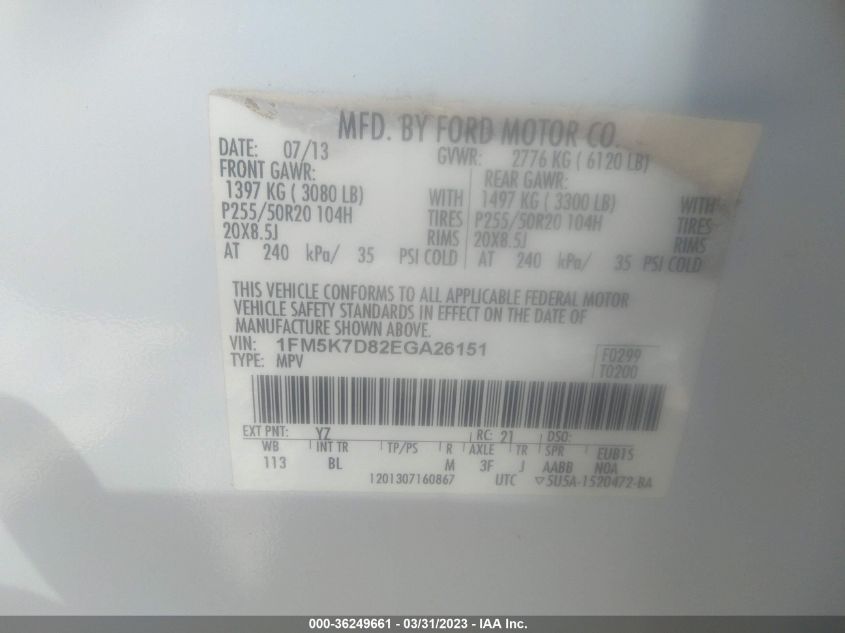 MFD. BY FORD MOTOR CO.
DATE: 07/13 GVWR: 2776 KG ( 6120 LB)
FRONT GAWR: REAR GAWR:
1397 KG ( 3080 LB) WITH 1497 KG ( 3300 LB) WITH
P255/50R20 104H TIRES P255/50R20 104H TIRES
20X8.5J RIMS 20X8.5J RIMS
AT 240 kPa/ 35 PSI COLD AT 240 kPa/ 35 PSI COLD
THIS VEHICLE CONFORMS TO ALL APPLICABLE FEDERAL MOTOR
VEHICLE SAFETY STANDARDS IN EFFECT ON THE DATE OF
MANUFACTURE SHOWN ABOVE.
VIN: 1FM5K7D82EGA26151
TYPE: MPV
F0299
T0200
EXT PNT: YZ RC: 21 DSO:
WB INT TR TP/PS R AXLE TR SPR EUB15
113 BL M 3F J AABB N0A
1201307160867 UTC ▽5U5A-1520472-BA
000-36249661 - 03/31/2023 - IAA Inc.